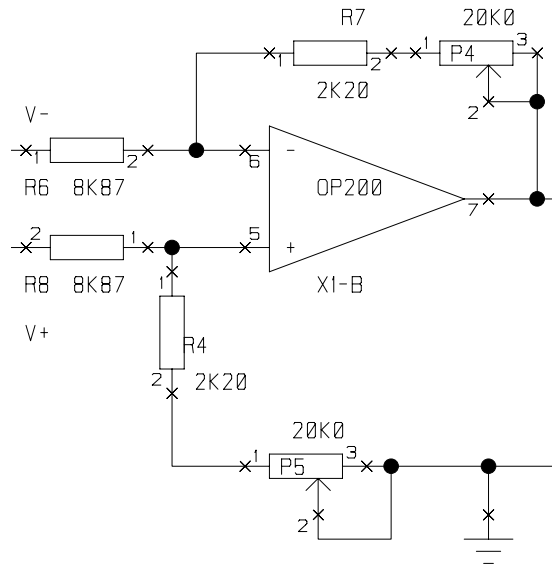 R7 20K0
1 2 1 P4 3
2K20 2
V-
1 2 6 -
R6 8K87 OP200 7
2 1 5 +
R8 8K87 X1-B
1
V+ R4
2 2K20
20K0
1 P5 3
2